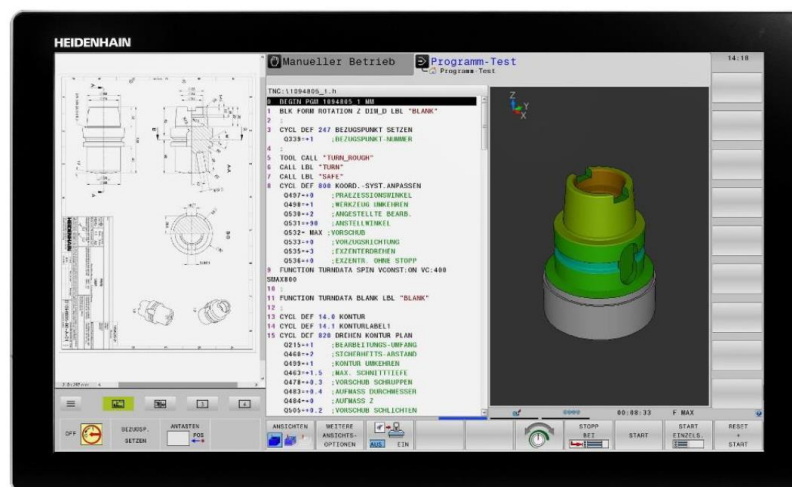 HEIDENHAIN
Manueller Betrieb
Programm-Test
Programm-Test
14:18
TNC:\1094805_1.h
0 BEGIN PGM 1094805_1 MM
1 BLK FORM ROTATION Z DIM_D LBL "BLANK"
2 ;
3 CYCL DEF 247 BEZUGSPUNKT SETZEN
Q339=+1 ;BEZUGSPUNKT-NUMMER
4 ;
5 TOOL CALL "TURN_ROUGH"
6 CALL LBL "TURN"
7 CALL LBL "SAFE"
8 CYCL DEF 800 KOORD.-SYST.ANPASSEN
Q497=+0 ;PRAEZESSIONSWINKEL
Q498=+1 ;WERKZEUG UMKEHREN
Q530=+2 ;ANGESTELLTE BEARB.
Q531=+90 ;ANSTELLWINKEL
Q532= MAX ;VORSCHUB
Q533=+0 ;VORZUGSRICHTUNG
Q535=+3 ;EXZENTERDREHEN
Q536=+0 ;EXZENTR. OHNE STOPP
9 FUNCTION TURNDATA SPIN VCONST:ON VC:400
SMAX800
10 ;
11 FUNCTION TURNDATA BLANK LBL "BLANK"
12 ;
13 CYCL DEF 14.0 KONTUR
14 CYCL DEF 14.1 KONTURLABEL1
15 CYCL DEF 820 DREHEN KONTUR PLAN
Q215=+1 ;BEARBEITUNGS-UMFANG
Q460=+2 ;SICHERHEITS-ABSTAND
Q499=+1 ;KONTUR UMKEHREN
Q463=+1.5 ;MAX. SCHNITTTIEFE
Q478=+0.3 ;VORSCHUB SCHRUPPEN
Q483=+0.4 ;AUFMASS DURCHMESSER
Q484=+0 ;AUFMASS Z
Q505=+0.2 ;VORSCHUB SCHLICHTEN
Z
Y
X
00:08:33 F MAX
3
4
OFF
BEZUGSP.
SETZEN
ANTASTEN
POS
ANSICHTEN
WEITERE
ANSICHTS-
OPTIONEN
AUS EIN
STOPP
BEI
START
START
EINZELS.
RESET
+
START